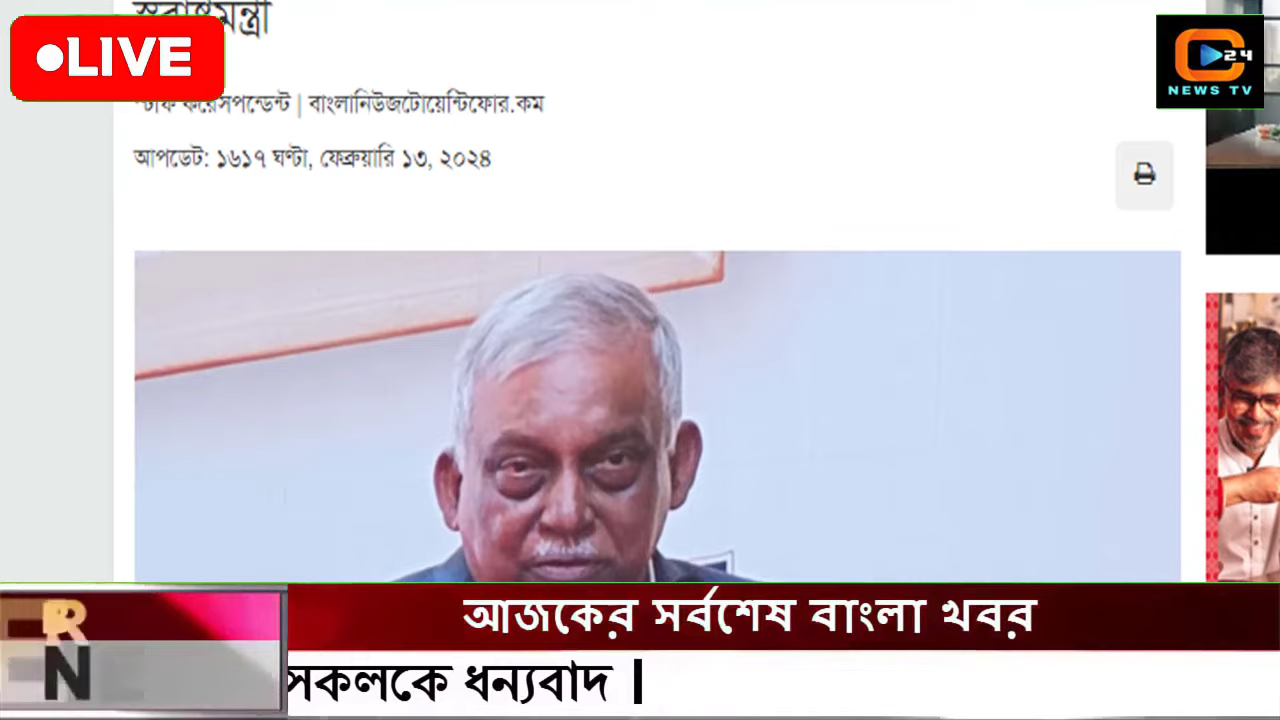 স্বরাষ্ট্রমন্ত্রী
LIVE
24
NEWS TV
স্টাফ করেসপন্ডেন্ট | বাংলানিউজটোয়েন্টিফোর.কম
আপডেট: ১৬১৭ ঘণ্টা, ফেব্রুয়ারি ১৩, ২০২৪
আজকের সর্বশেষ বাংলা খবর
সকলকে ধন্যবাদ |
R
N